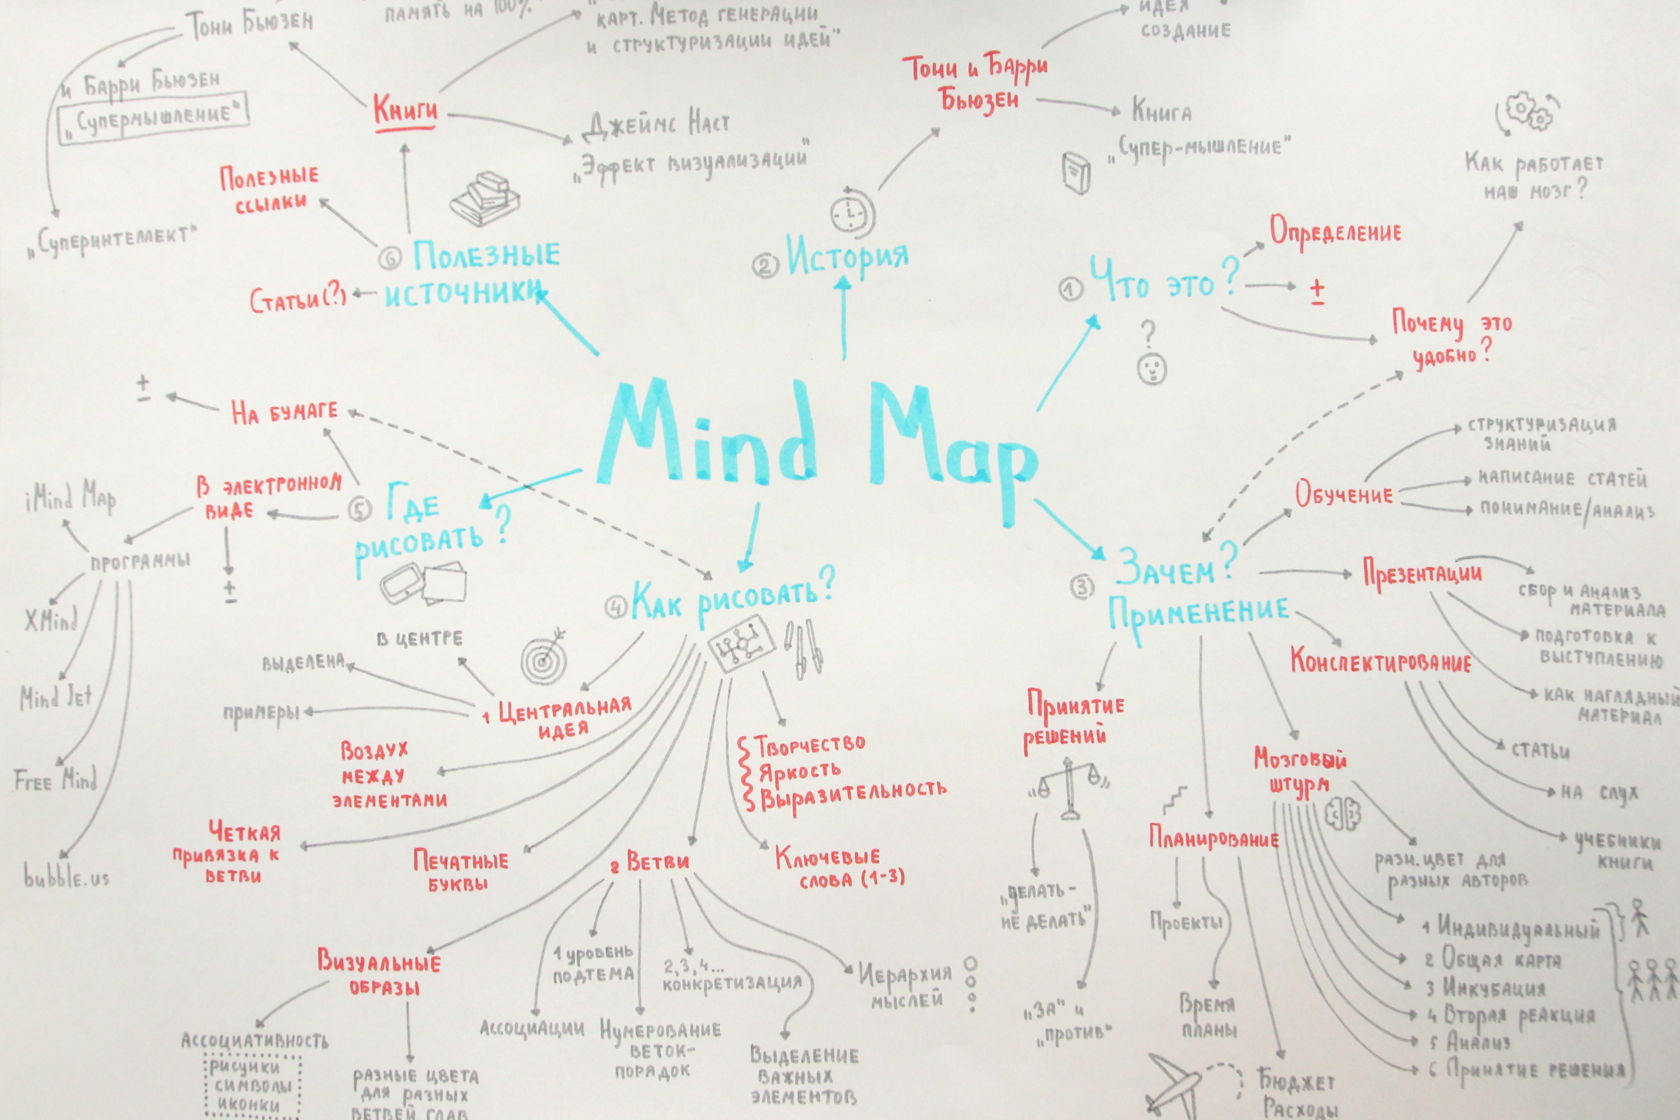 Тони Бьюзен
и Барри Бьюзен
„Супермышление"
„Суперинтеллект"
память на 100%
карт. Метод генерации
и структуризации идей"
Книги
Джеймс Наст
„Эффект визуализации"
Полезные
ссылки
Статьи(?)
6 Полезные
источники
2 История
Тони и Барри
Бьюзен
идея
создание
Книга
„Супер-мышление"
1 Что это?
?
Определение
±
Почему это
удобно?
Как работает
наш мозг?
Mind Map
±
На бумаге
В электронном
виде
±
5 Где
рисовать?
программы
iMind Map
XMind
Mind Jet
Free Mind
bubble.us
4 Как рисовать?
в центре
выделена
примеры
1 Центральная
идея
Воздух
между
элементами
Четкая
привязка к
ветви
Печатные
буквы
Визуальные
образы
Ассоциативность
рисунки
символы
иконки
разные цвета
для разных
ветвей глав
2 Ветви
Ассоциации
1 уровень
подтема
Нумерование
веток-
порядок
2,3,4...
конкретизация
Выделение
важных
элементов
Иерархия
мыслей
Ключевые
слова (1-3)
Творчество
Яркость
Выразительность
3 Зачем?
Применение
Обучение
структуризация
знаний
написание статей
понимание/анализ
Презентации
сбор и анализ
материала
подготовка к
выступлению
как наглядный
материал
Конспектирование
статьи
на слух
учебники
книги
Мозговый
штурм
разн. цвет для
разных авторов
1 Индивидуальный
2 Общая карта
3 Инкубация
4 Вторая реакция
5 Анализ
6 Принятие решения
Планирование
Проекты
Время
планы
Бюджет
Расходы
Принятие
решений
„делать-
не делать"
„за" и
„против"